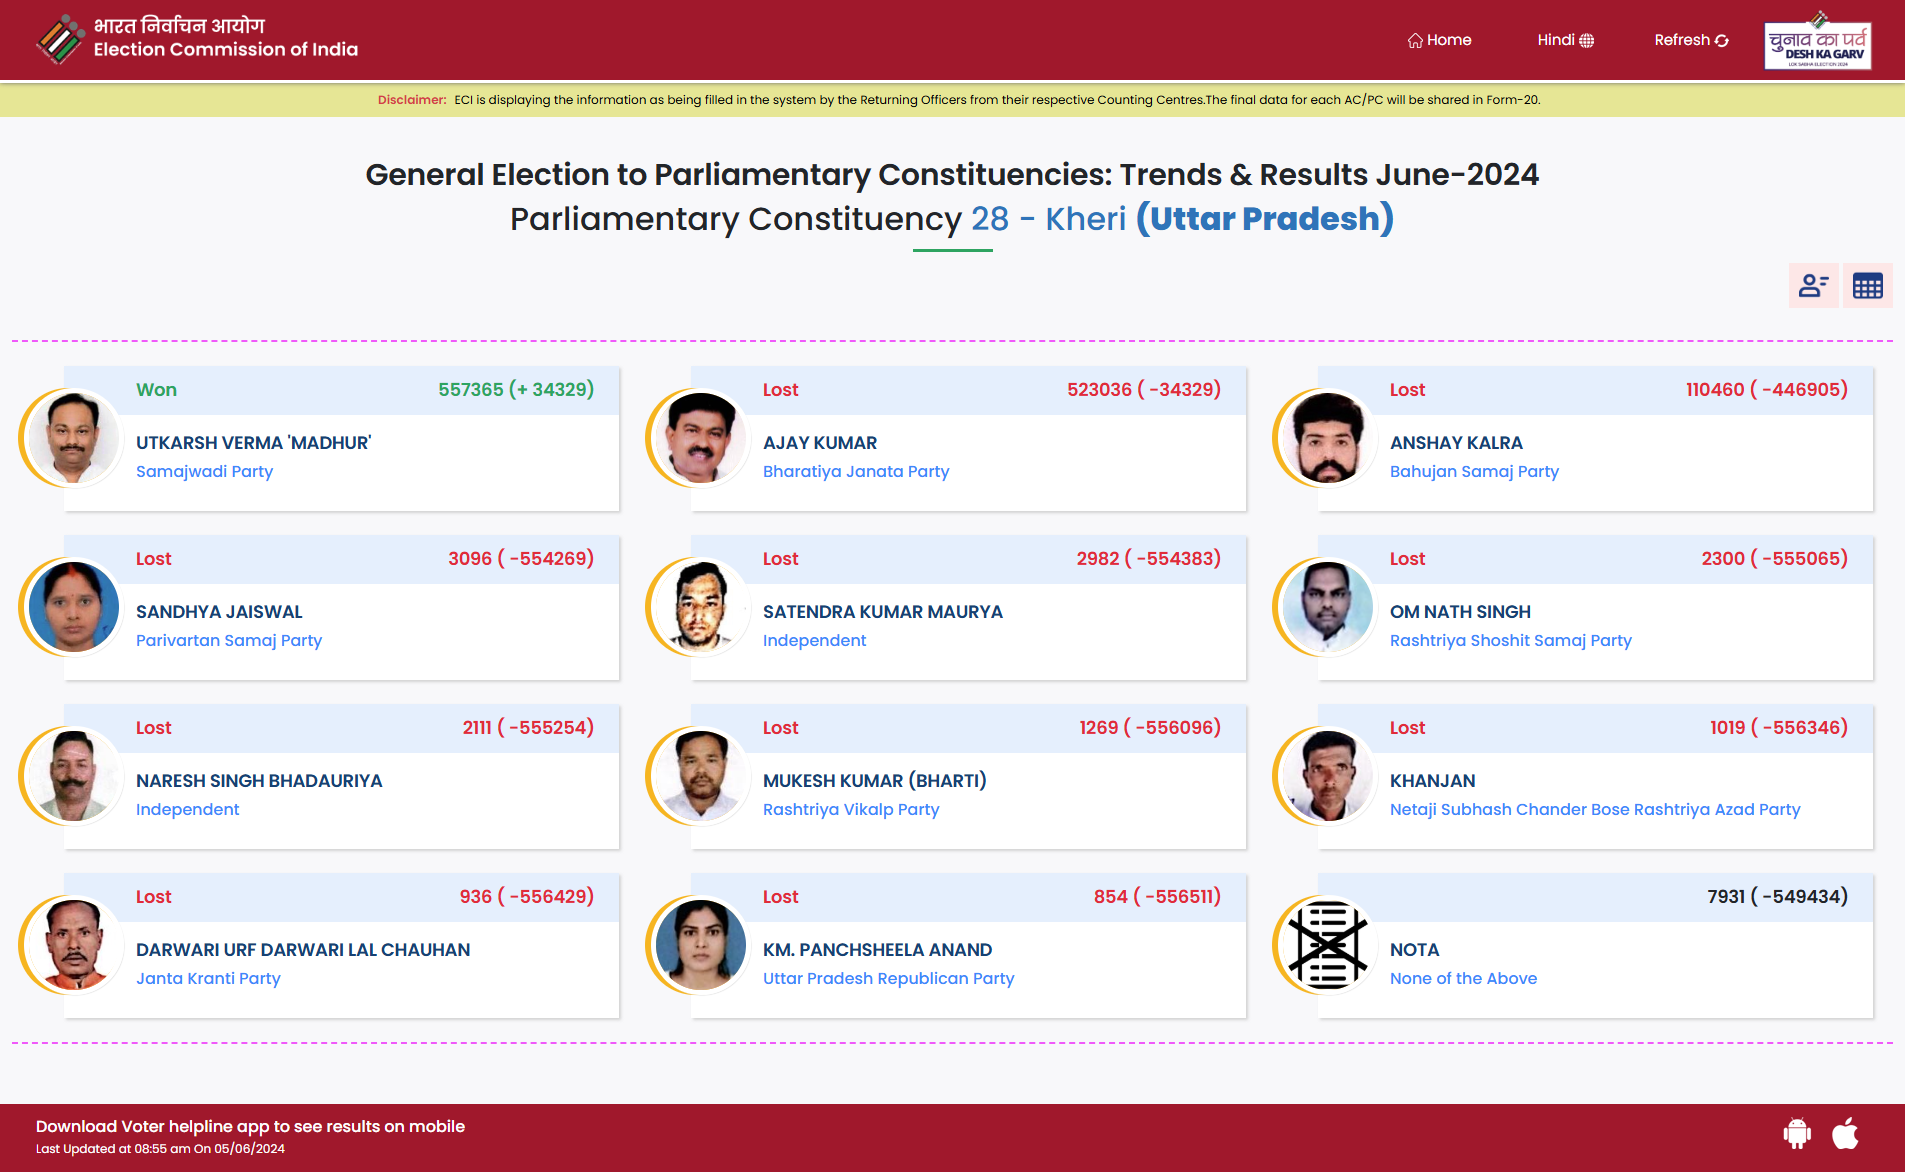 भारत निर्वाचन आयोग
Election Commission of India
Home
Hindi
Refresh
चुनाव का पर्व
DESH KA GARV
LOK SABHA ELECTION 2024
Disclaimer: ECI is displaying the information as being filled in the system by the Returning Officers from their respective Counting Centres.The final data for each AC/PC will be shared in Form-20.
General Election to Parliamentary Constituencies: Trends & Results June-2024
Parliamentary Constituency 28 - Kheri (Uttar Pradesh)
Won 557365 (+ 34329)
UTKARSH VERMA 'MADHUR'
Samajwadi Party
Lost 523036 ( -34329)
AJAY KUMAR
Bharatiya Janata Party
Lost 110460 ( -446905)
ANSHAY KALRA
Bahujan Samaj Party
Lost 3096 ( -554269)
SANDHYA JAISWAL
Parivartan Samaj Party
Lost 2982 ( -554383)
SATENDRA KUMAR MAURYA
Independent
Lost 2300 ( -555065)
OM NATH SINGH
Rashtriya Shoshit Samaj Party
Lost 2111 ( -555254)
NARESH SINGH BHADAURIYA
Independent
Lost 1269 ( -556096)
MUKESH KUMAR (BHARTI)
Rashtriya Vikalp Party
Lost 1019 ( -556346)
KHANJAN
Netaji Subhash Chander Bose Rashtriya Azad Party
Lost 936 ( -556429)
DARWARI URF DARWARI LAL CHAUHAN
Janta Kranti Party
Lost 854 ( -556511)
KM. PANCHSHEELA ANAND
Uttar Pradesh Republican Party
7931 ( -549434)
NOTA
None of the Above
Download Voter helpline app to see results on mobile
Last Updated at 08:55 am On 05/06/2024